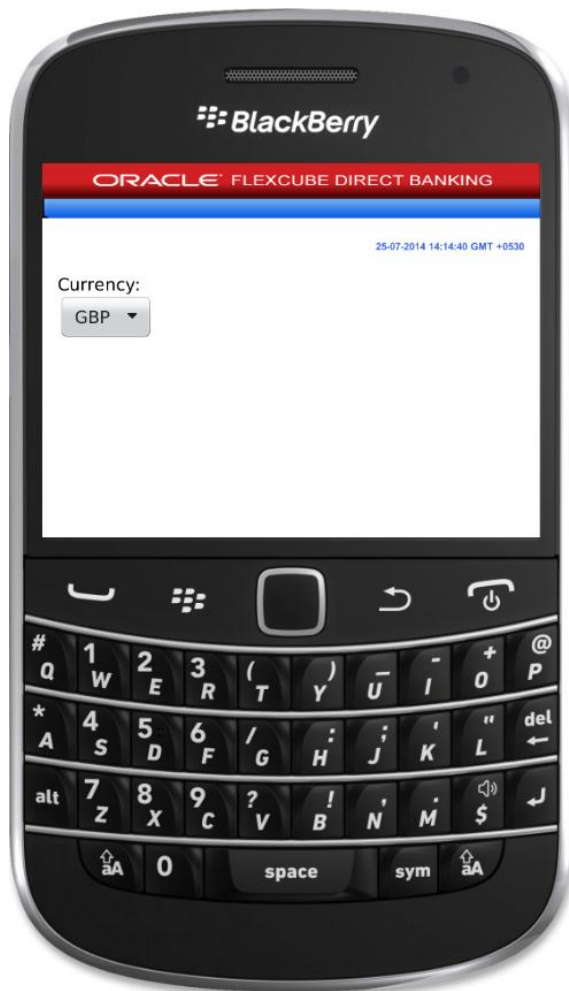 BlackBerry
ORACLE FLEXCUBE DIRECT BANKING
25-07-2014 14:14:40 GMT +0530
Currency:
GBP
# 1 2 3 ( ) _ - + @
Q W E R T Y U I O P
* 4 5 6 / : ; ' " del
A S D F G H J K L
alt 7 8 9 ? ! , . $
Z X C V B N M
aA 0 space sym aA